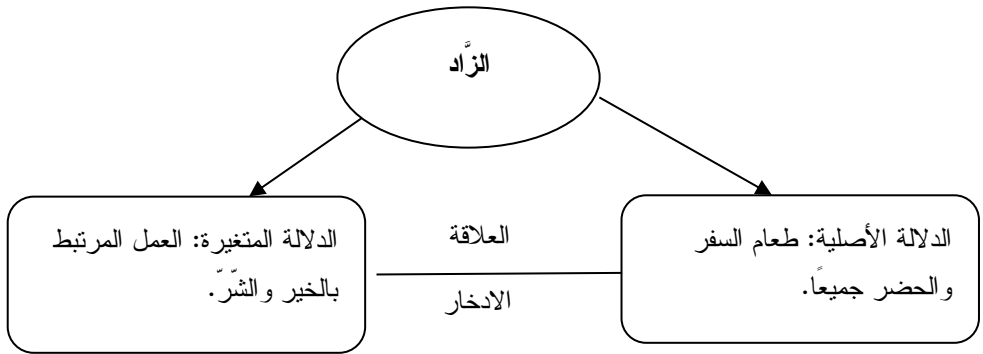 الزَّاد
الدلالة الأصلية: طعام السفر
والحضر جميعًا.
العلاقة
الادخار
الدلالة المتغيرة: العمل المرتبط
بالخير والشّرّ.